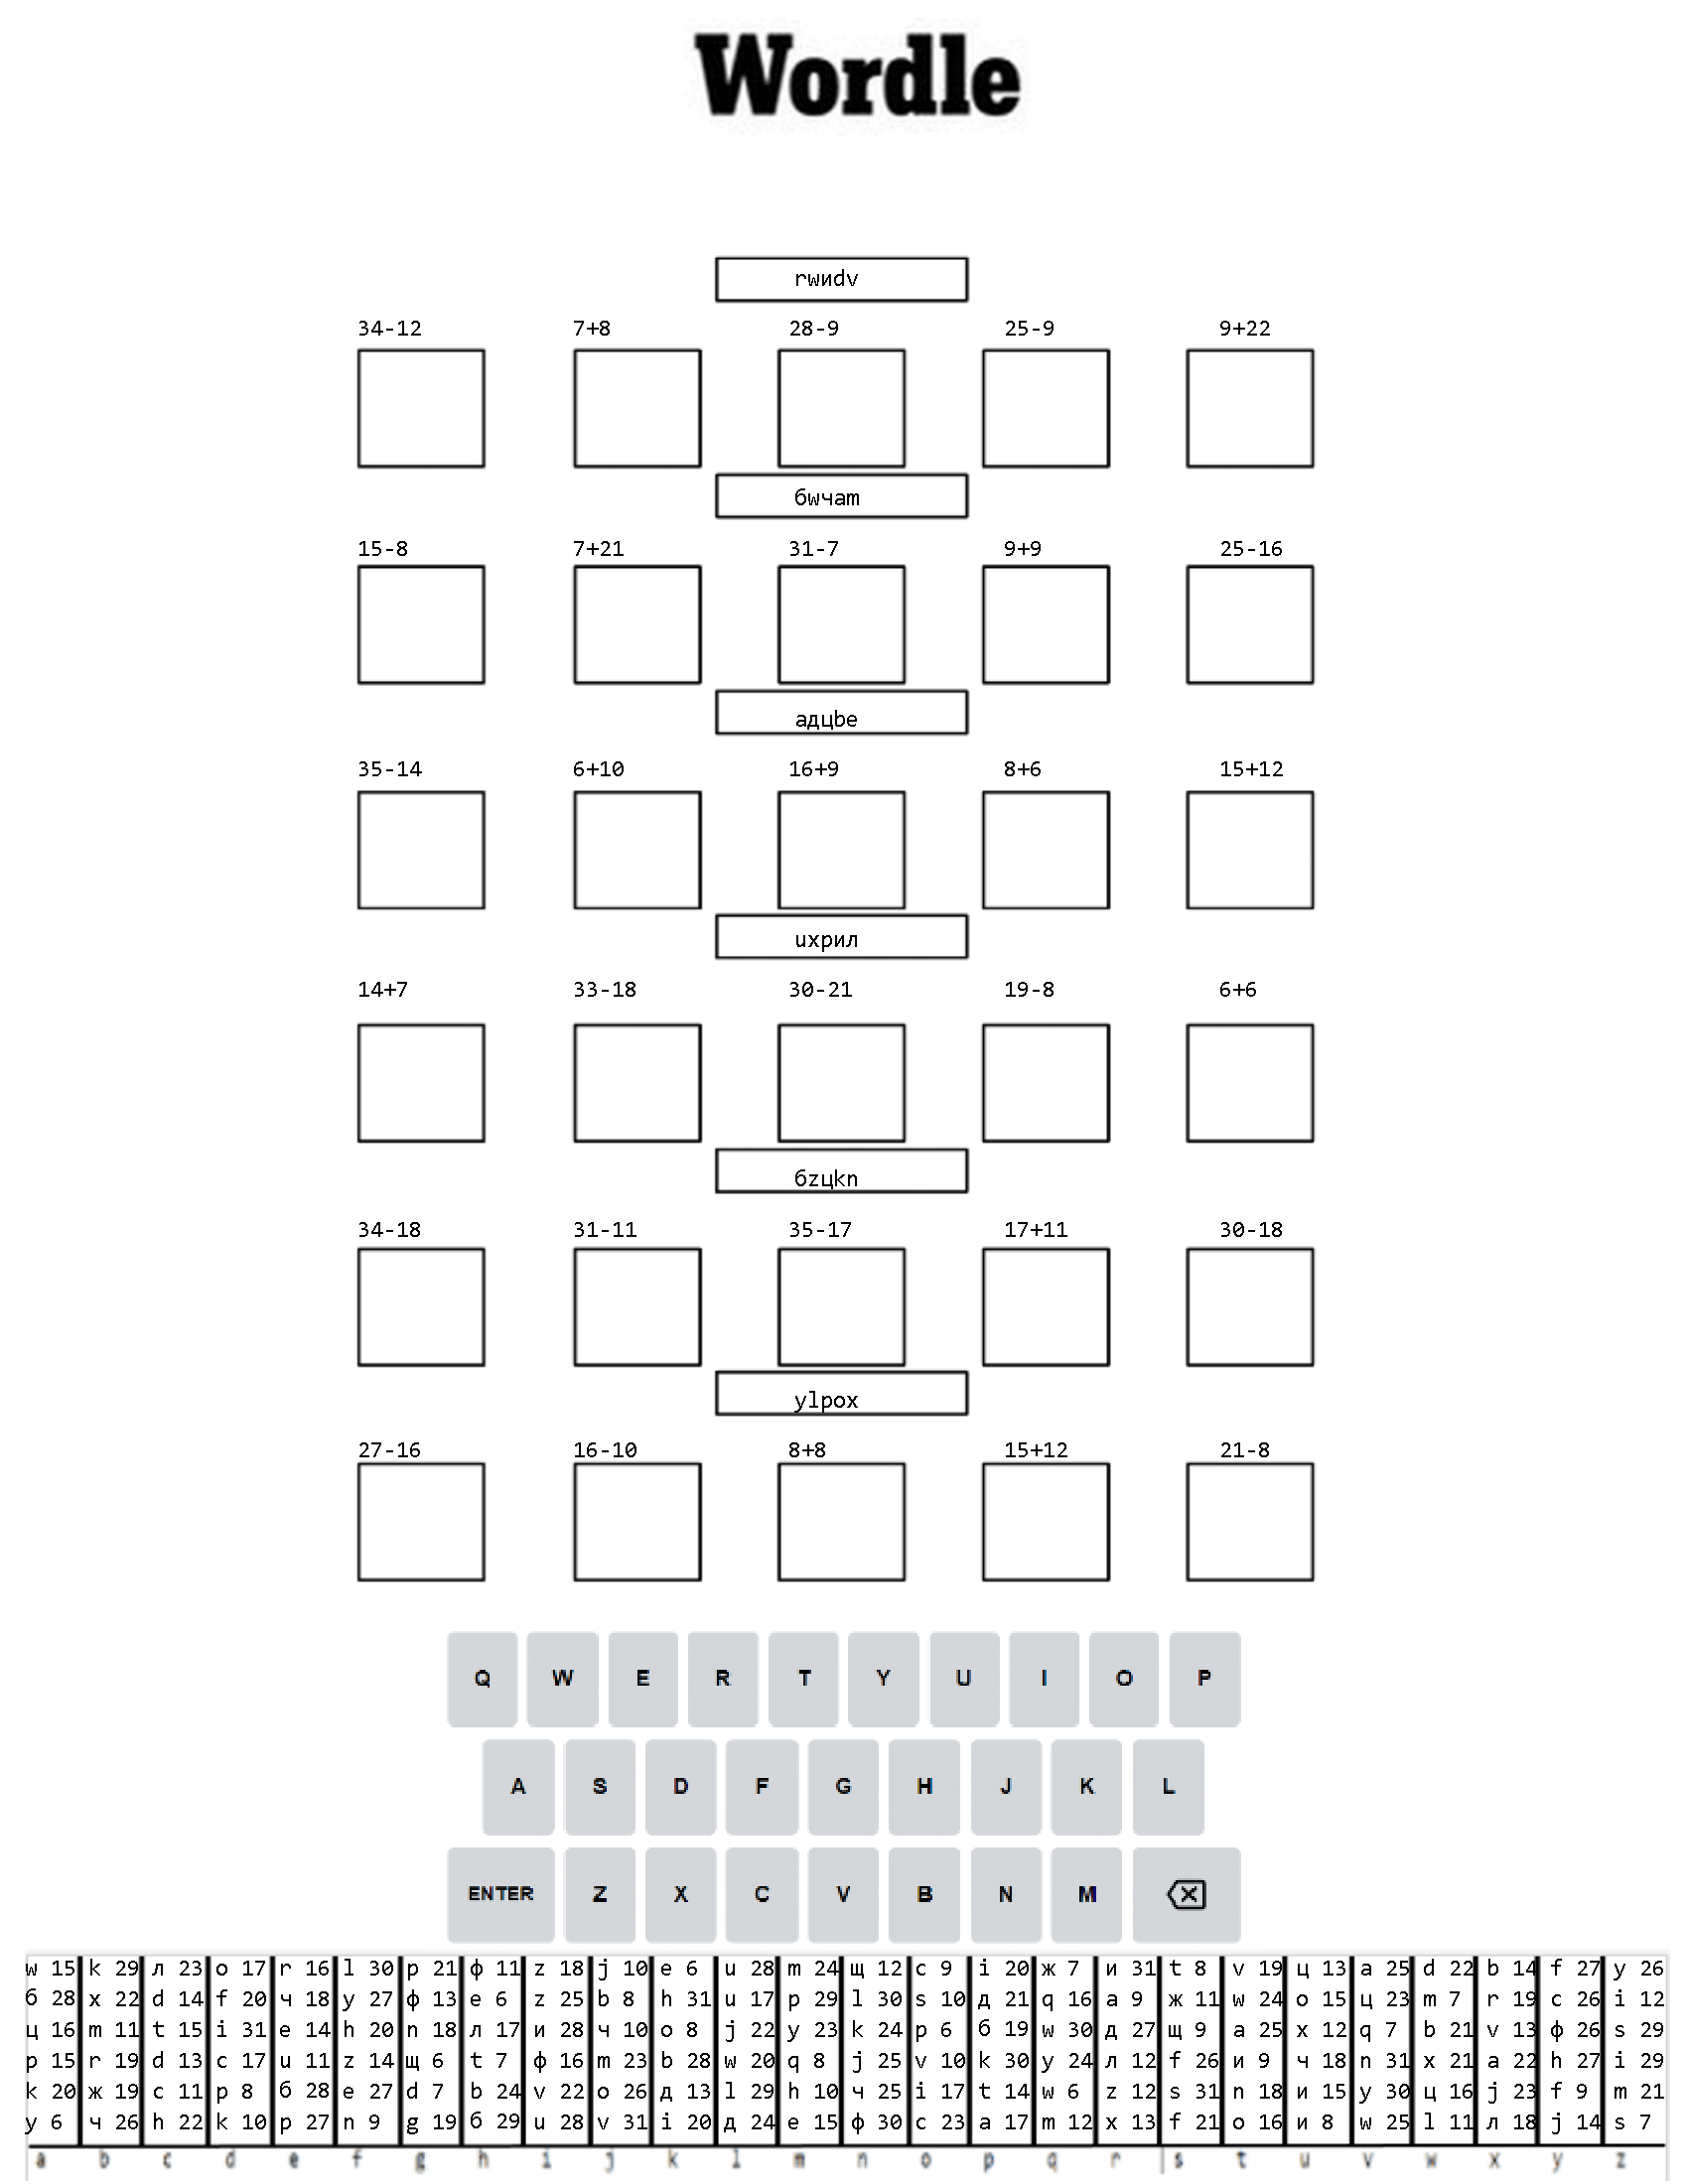 Wordle
rwиdv
34-12 7+8 28-9 25-9 9+22
бwчam
15-8 7+21 31-7 9+9 25-16
aдцbe
35-14 6+10 16+9 8+6 15+12
uxpил
14+7 33-18 30-21 19-8 6+6
бzцkn
34-18 31-11 35-17 17+11 30-18
ylpox
27-16 16-10 8+8 15+12 21-8
Q W E R T Y U I O P
A S D F G H J K L
ENTER Z X C V B N M
w 15 k 29 л 23 o 17 r 16 l 30 p 21 ф 11 z 18 j 10 e 6 u 28 m 24 щ 12 c 9 i 20 ж 7 и 31 t 8 v 19 ц 13 a 25 d 22 b 14 f 27 y 26
б 28 x 22 d 14 f 20 ч 18 y 27 ф 13 e 6 z 25 b 8 h 31 u 17 p 29 l 30 s 10 д 21 q 16 a 9 ж 11 w 24 o 15 ц 23 m 7 r 19 c 26 i 12
ц 16 m 11 t 15 i 31 e 14 h 20 n 18 л 17 и 28 ч 10 o 8 j 22 y 23 k 24 p 6 б 19 w 30 д 27 щ 9 a 25 x 12 q 7 b 21 v 13 ф 26 s 29
p 15 r 19 d 13 c 17 u 11 z 14 щ 6 t 7 ф 16 m 23 b 28 w 20 q 8 j 25 v 10 k 30 y 24 л 12 f 26 и 9 ч 18 n 31 x 21 a 22 h 27 i 29
k 20 ж 19 c 11 p 8 б 28 e 27 d 7 b 24 v 22 o 26 д 13 l 29 h 10 ч 25 i 17 t 14 w 6 z 12 s 31 n 18 и 15 y 30 ц 16 j 23 f 9 m 21
y 6 ч 26 h 22 k 10 p 27 n 9 g 19 б 29 u 28 v 31 i 20 д 24 e 15 ф 30 c 23 a 17 m 12 x 13 f 21 o 16 и 8 w 25 l 11 л 18 j 14 s 7
a b c d e f g h i j k l m n o p q r s t u v w x y z